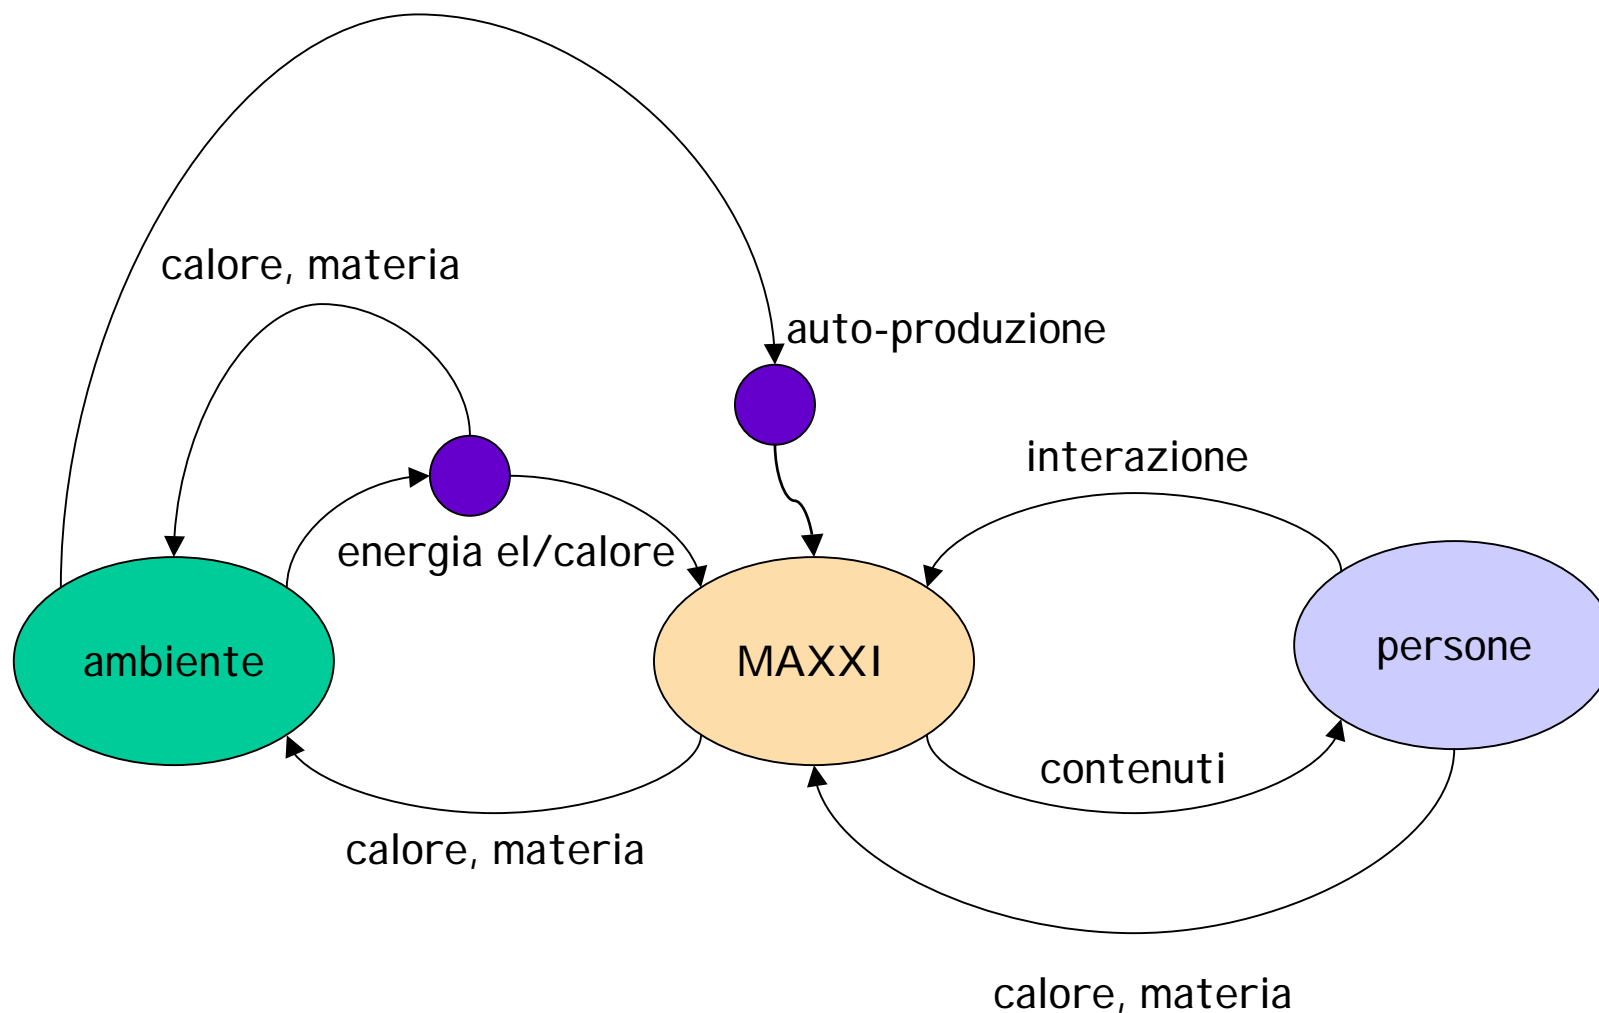 calore, materia
auto-produzione
interazione
energia el/calore
ambiente
MAXXI
persone
contenuti
calore, materia
calore, materia